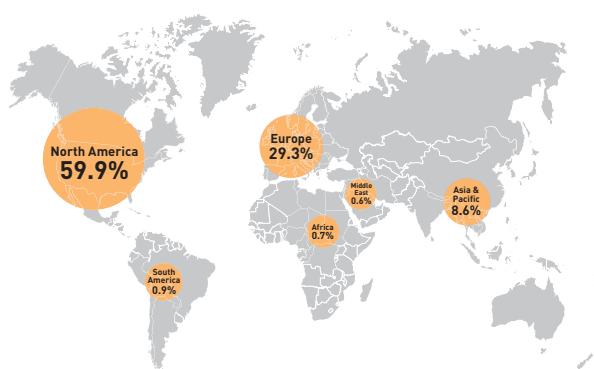 North America
59.9%
Europe
29.3%
Middle
East
0.6%
Asia &
Pacific
8.6%
Africa
0.7%
South
America
0.9%